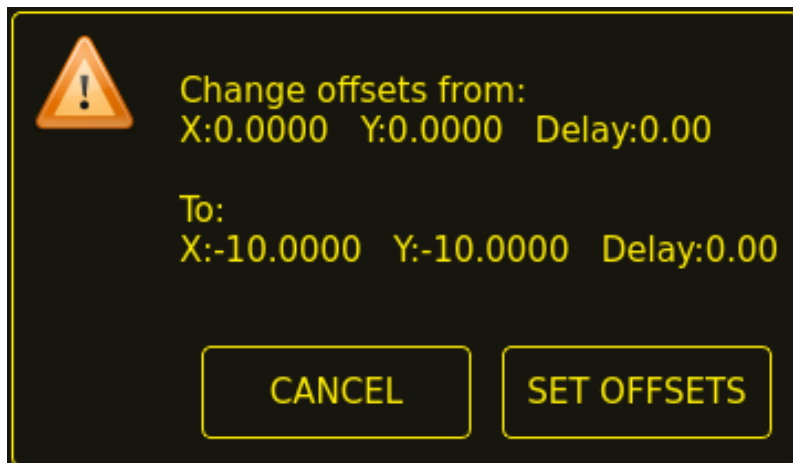 Change offsets from:
X:0.0000 Y:0.0000 Delay:0.00
To:
X:-10.0000 Y:-10.0000 Delay:0.00
CANCEL SET OFFSETS